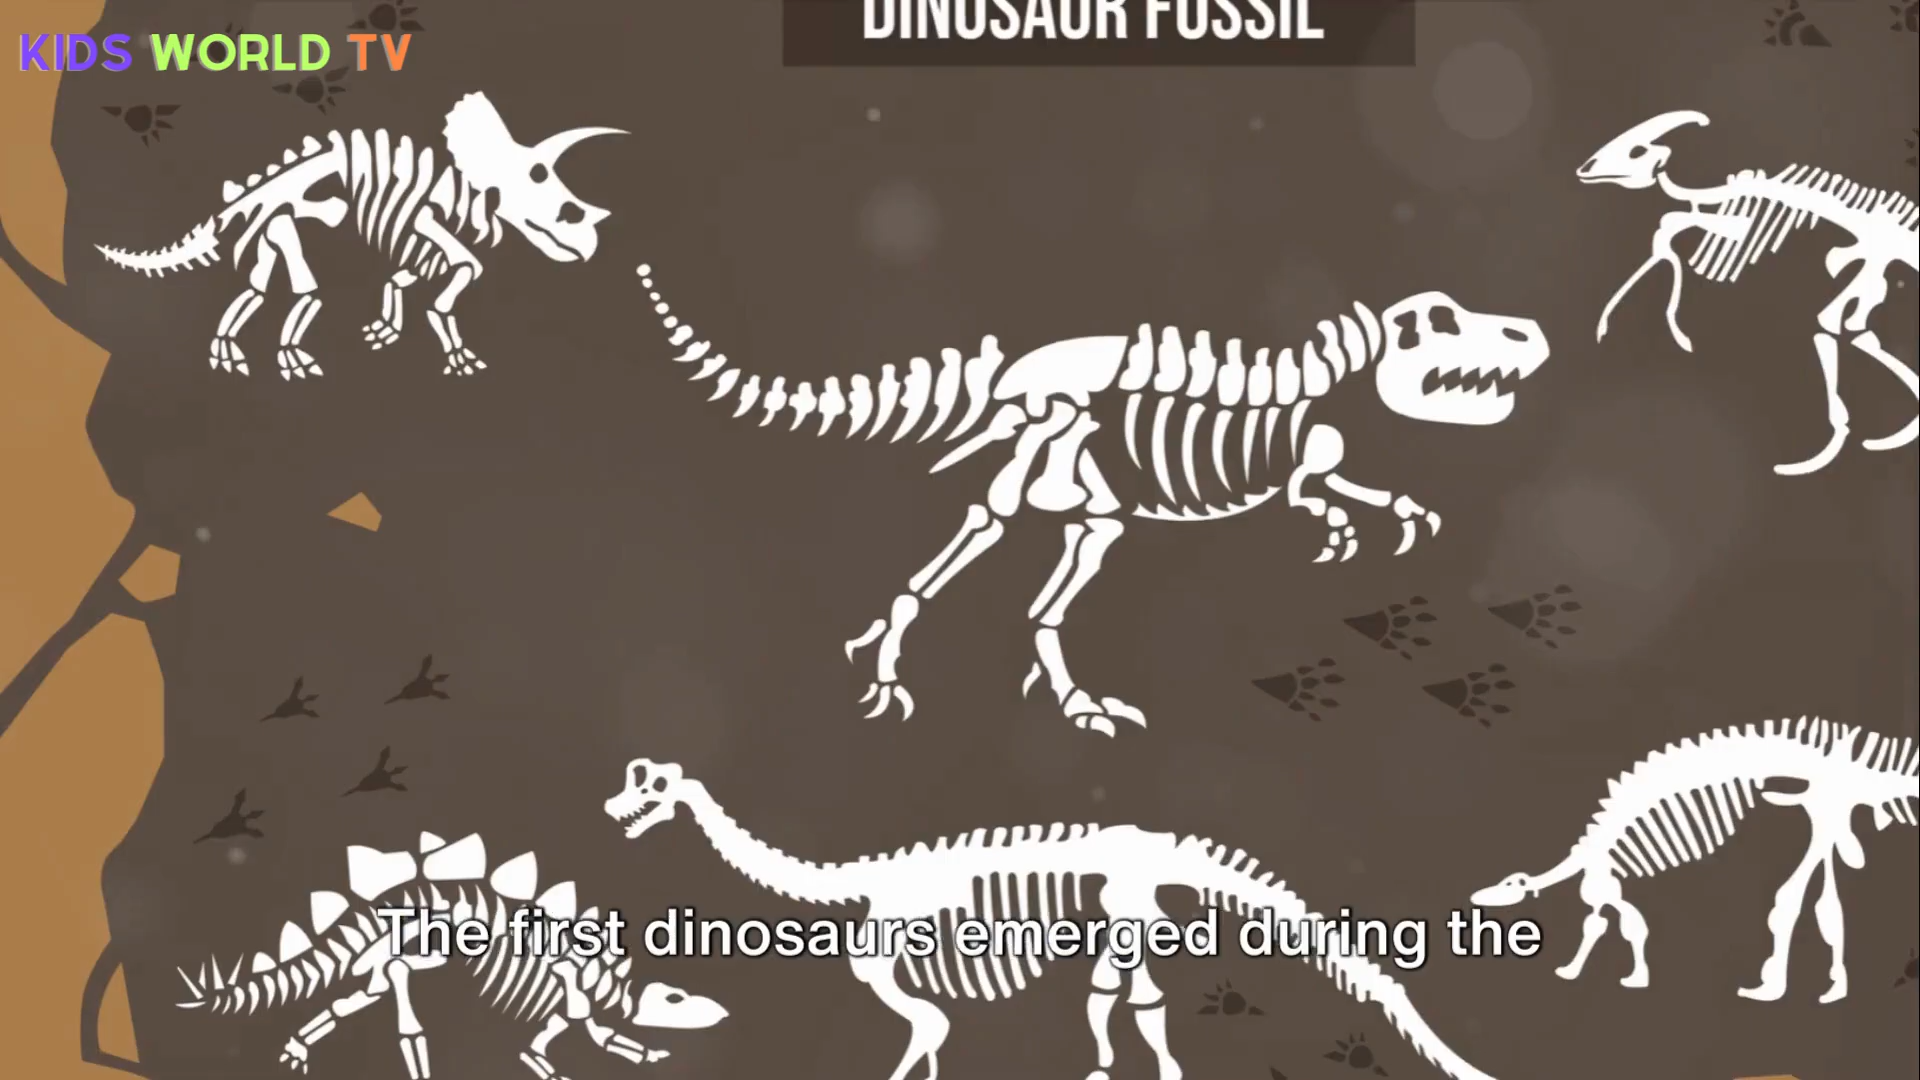 DINOSAUR FOSSIL
KIDS WORLD TV
The first dinosaurs emerged during the